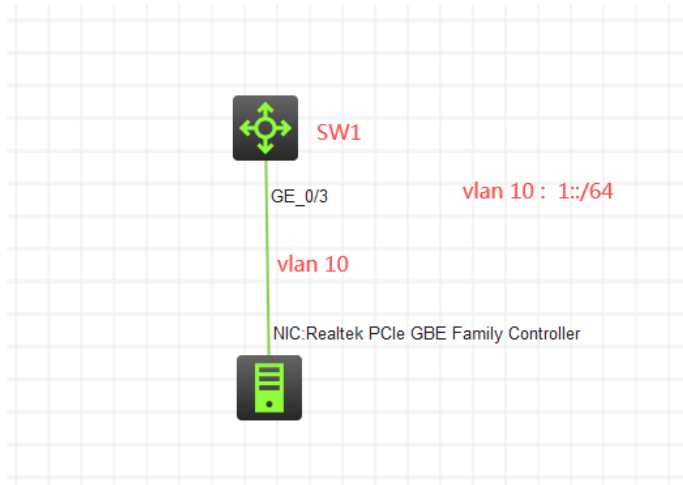 SW1
GE_0/3
vlan 10 :  1::/64
vlan 10
NIC:Realtek PCIe GBE Family Controller